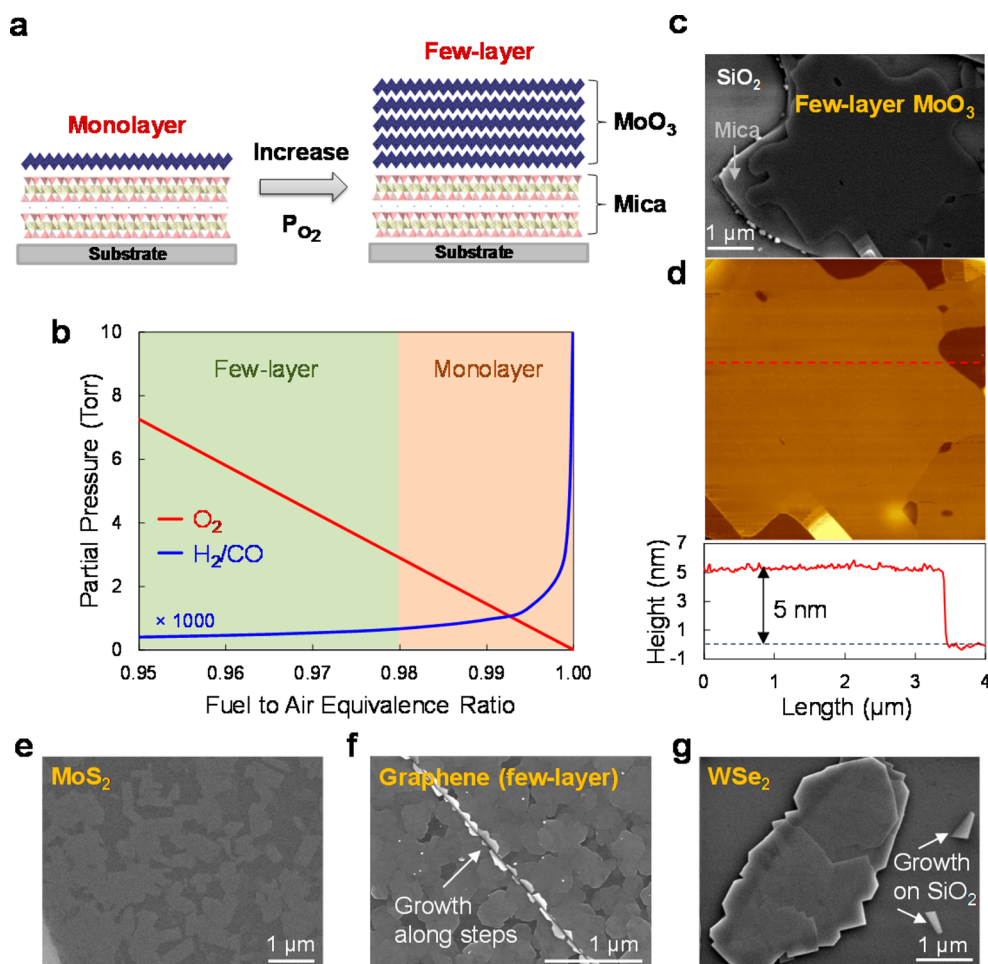 a
Monolayer
Few-layer
Increase
P_O₂
MoO₃
Mica
Substrate
Substrate
b
Few-layer
Monolayer
Partial Pressure (Torr)
10
8
6
4
2
0
O₂
H₂/CO
× 1000
0.95
0.96
0.97
0.98
0.99
1.00
Fuel to Air Equivalence Ratio
c
SiO₂
Few-layer MoO₃
Mica
1 µm
d
Height (nm)
7
5
3
1
-1
5 nm
0
1
2
3
4
Length (µm)
e
MoS₂
1 µm
f
Graphene (few-layer)
Growth
along steps
1 µm
g
WSe₂
Growth
on SiO₂
1 µm